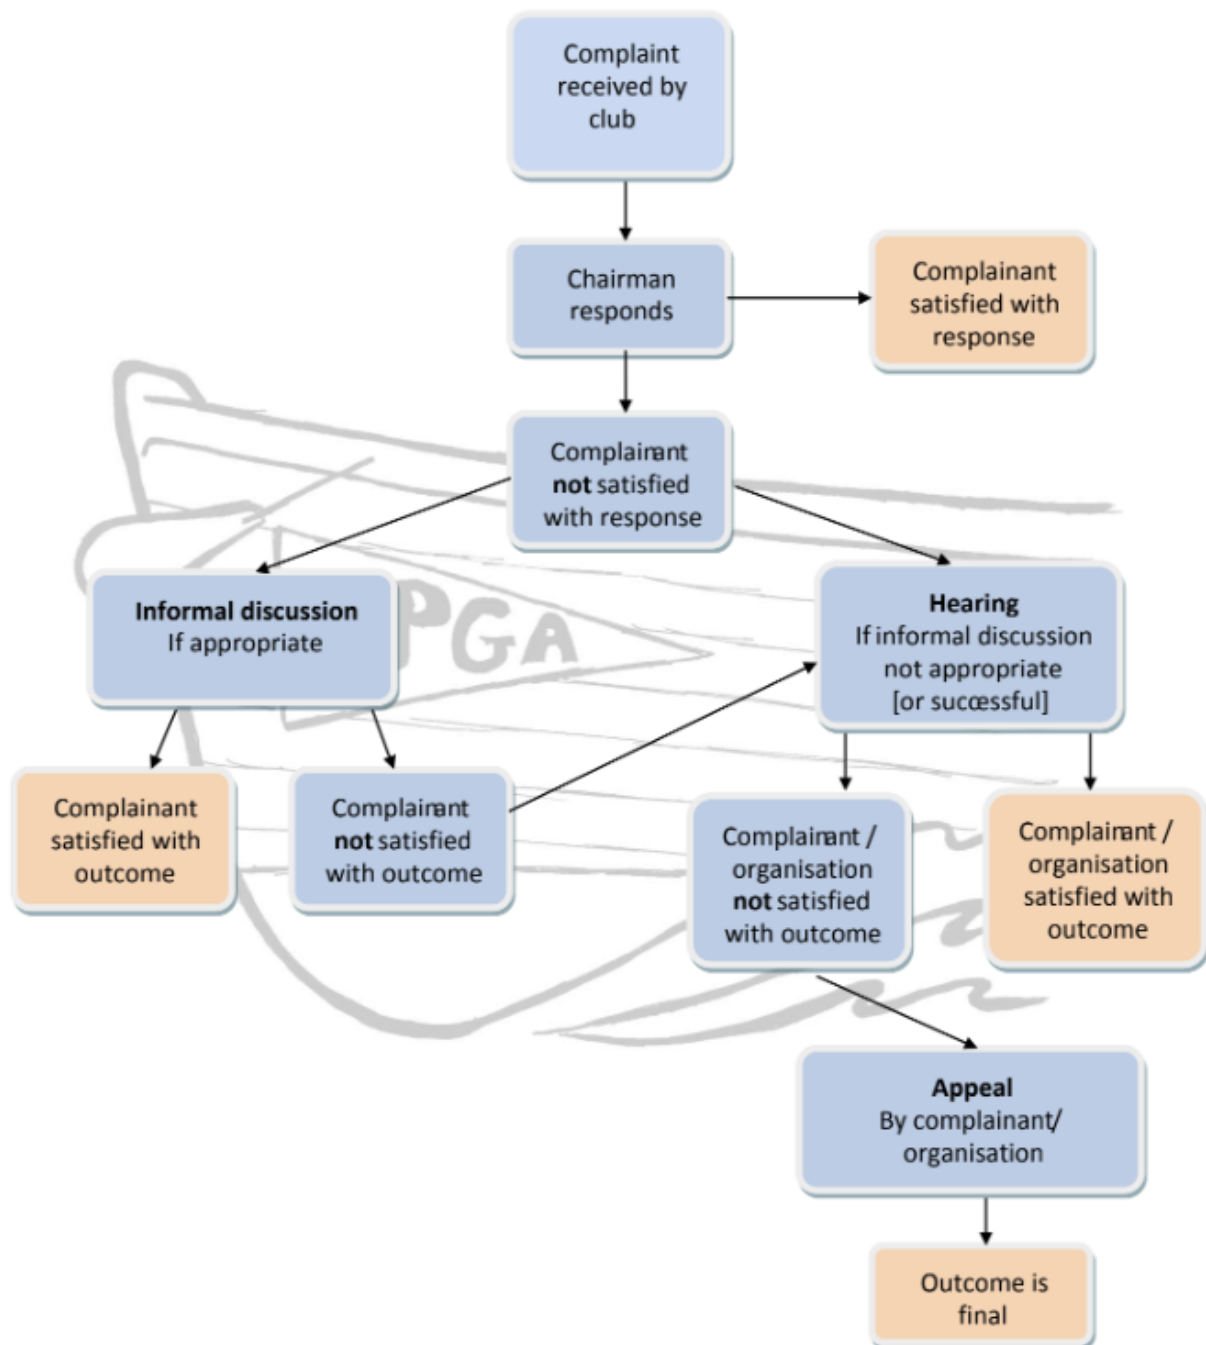 Complaint
received by
club
Chairman
responds
Complainant
satisfied with
response
Complainant
not satisfied
with response
Informal discussion
If appropriate
PGA
Hearing
If informal discussion
not appropriate
[or successful]
Complainant
satisfied with
outcome
Complainant
not satisfied
with outcome
Complainant /
organisation
not satisfied
with outcome
Complainant /
organisation
satisfied with
outcome
Appeal
By complainant/
organisation
Outcome is
final